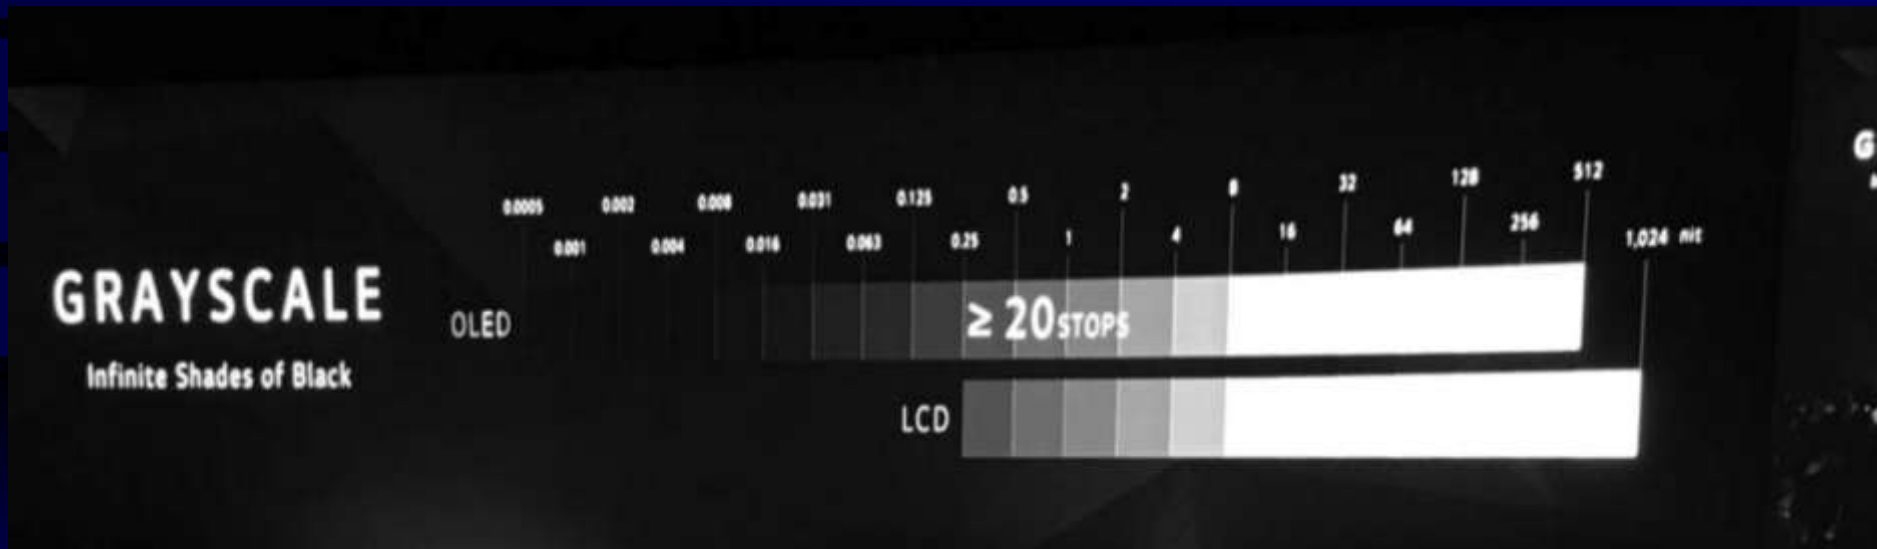 0.0005 0.002 0.008 0.031 0.125 0.5 2 8 32 128 512
0.001 0.004 0.016 0.063 0.25 1 4 16 64 256 1,024 nit
GRAYSCALE
Infinite Shades of Black
OLED
≥ 20 STOPS
LCD
G